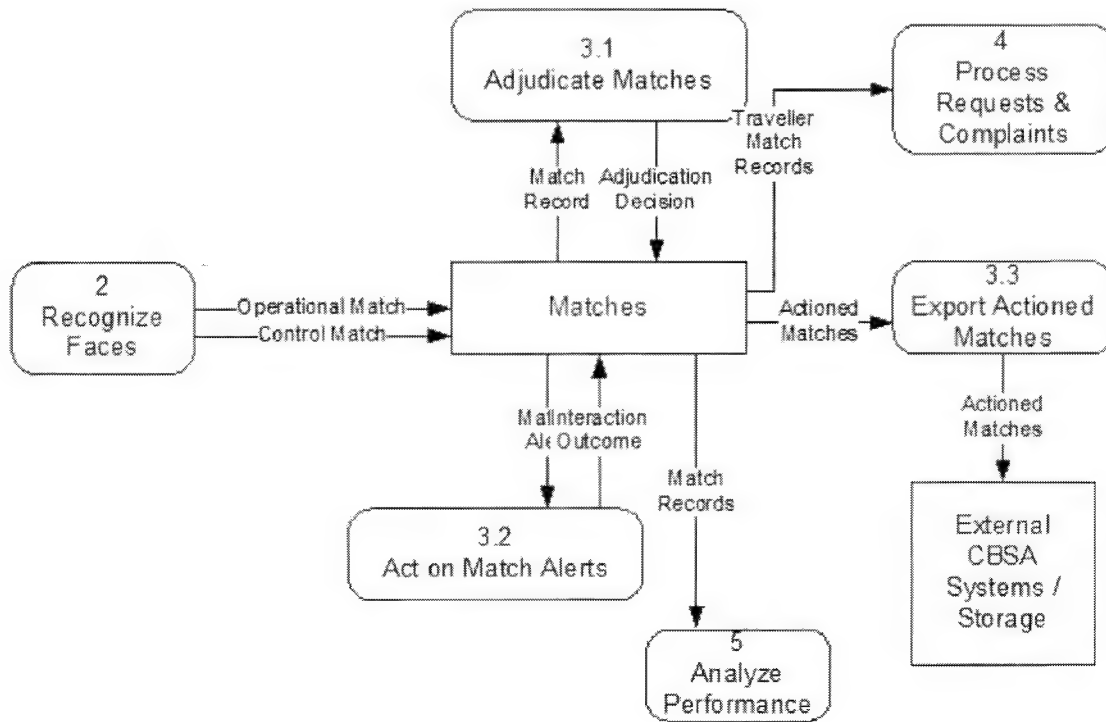 3.1
Adjudicate Matches
4
Process
Requests &
Complaints
Traveller
Match
Records
Match
Record
Adjudication
Decision
2
Recognize
Faces
Operational Match
Control Match
Matches
Actioned
Matches
3.3
Export Actioned
Matches
Interaction
Outcome
Actioned
Matches
Match
Records
3.2
Act on Match Alerts
External
CBSA
Systems /
Storage
5
Analyze
Performance